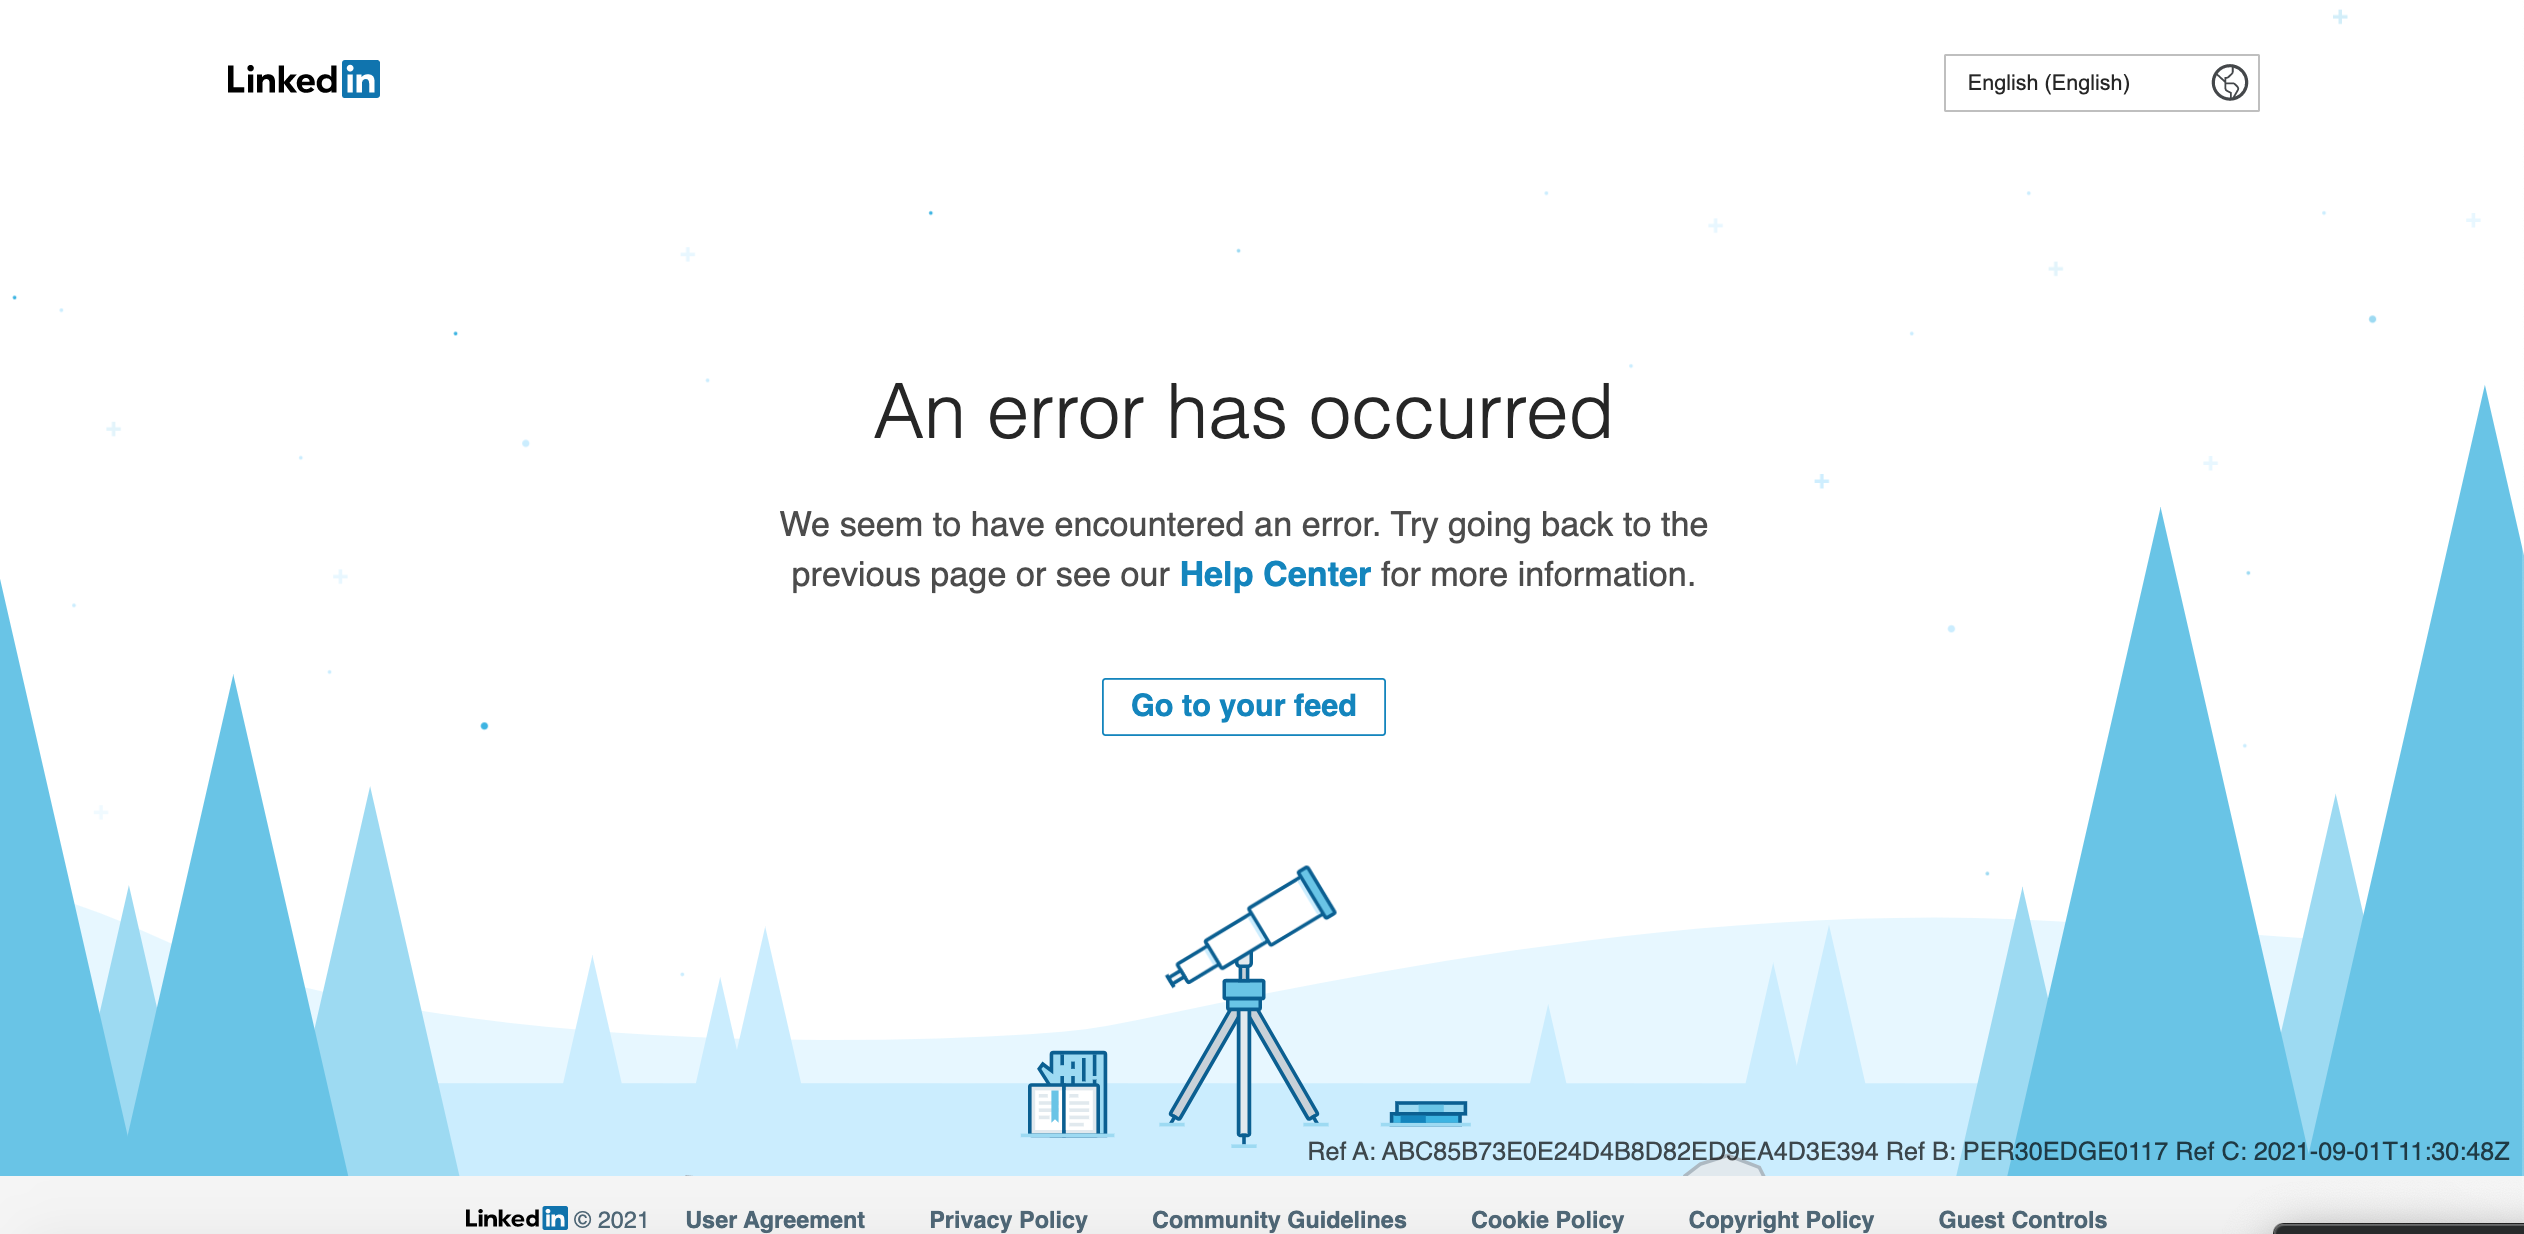 LinkedIn
English (English)
An error has occurred
We seem to have encountered an error. Try going back to the
previous page or see our Help Center for more information.
Go to your feed
Ref A: ABC85B73E0E24D4B8D82ED9EA4D3E394 Ref B: PER30EDGE0117 Ref C: 2021-09-01T11:30:48Z
LinkedIn © 2021 User Agreement Privacy Policy Community Guidelines Cookie Policy Copyright Policy Guest Controls